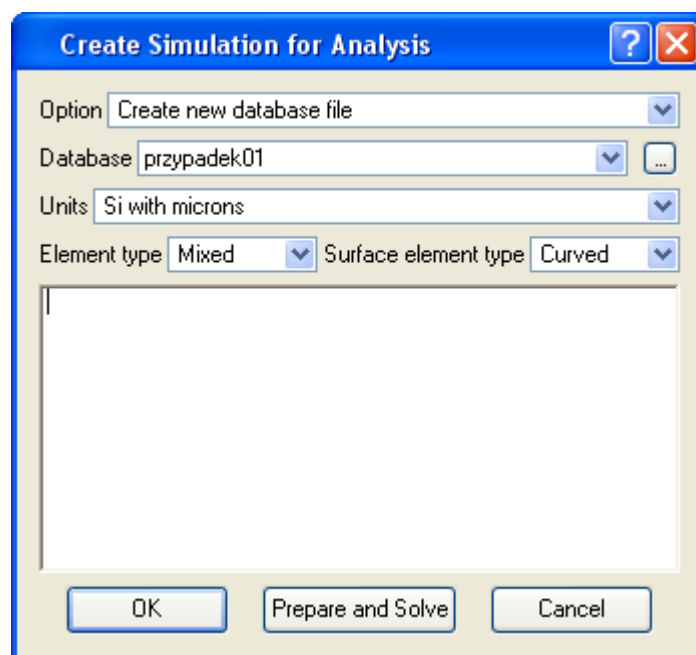 Create Simulation for Analysis ?
Option Create new database file
Database przypadek01 ...
Units Si with microns
Element type Mixed Surface element type Curved
OK Prepare and Solve Cancel